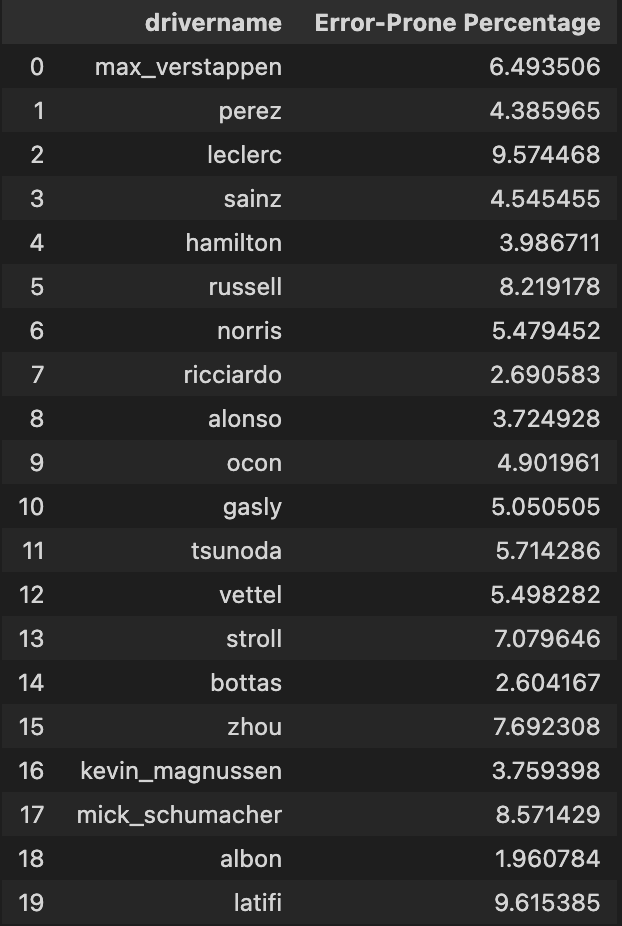 drivername Error-Prone Percentage
0 max_verstappen 6.493506
1 perez 4.385965
2 leclerc 9.574468
3 sainz 4.545455
4 hamilton 3.986711
5 russell 8.219178
6 norris 5.479452
7 ricciardo 2.690583
8 alonso 3.724928
9 ocon 4.901961
10 gasly 5.050505
11 tsunoda 5.714286
12 vettel 5.498282
13 stroll 7.079646
14 bottas 2.604167
15 zhou 7.692308
16 kevin_magnussen 3.759398
17 mick_schumacher 8.571429
18 albon 1.960784
19 latifi 9.615385